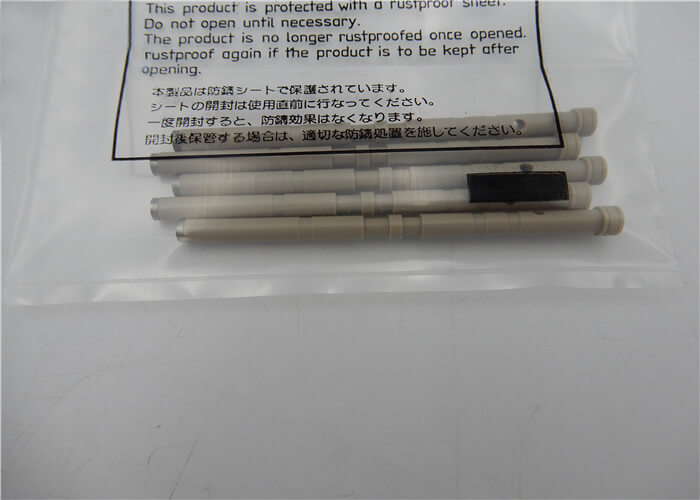 This product is protected with a rustproof sheet.
Do not open until necessary.
The product is no longer rustproofed once opened.
rustproof again if the product is to be kept after
opening.
本製品は防錆シートで保護されています。
シートの開封は使用直前に行なってください。
一度開封すると、防錆効果はなくなります。
開封後保管する場合は、適切な防錆処置を施してください。